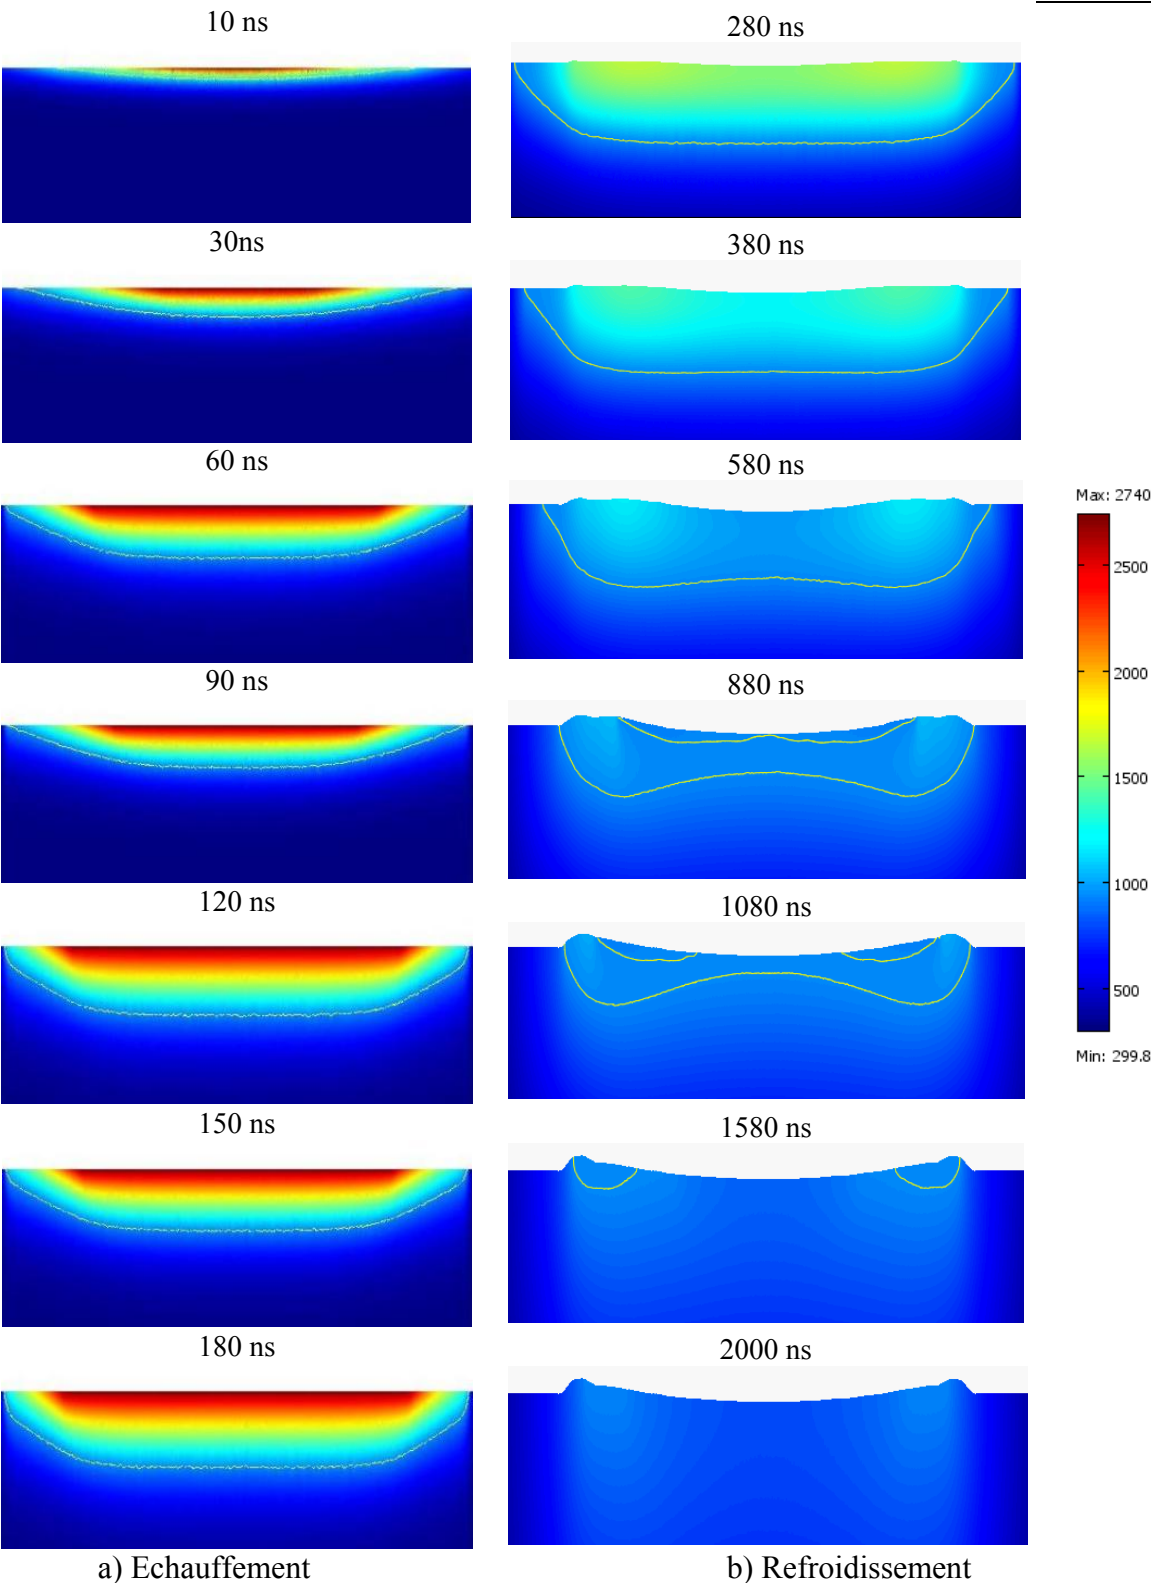 10 ns
30ns
60 ns
90 ns
120 ns
150 ns
180 ns
a) Echauffement
280 ns
380 ns
580 ns
880 ns
1080 ns
1580 ns
2000 ns
b) Refroidissement
Max: 2740
2500
2000
1500
1000
500
Min: 299.8